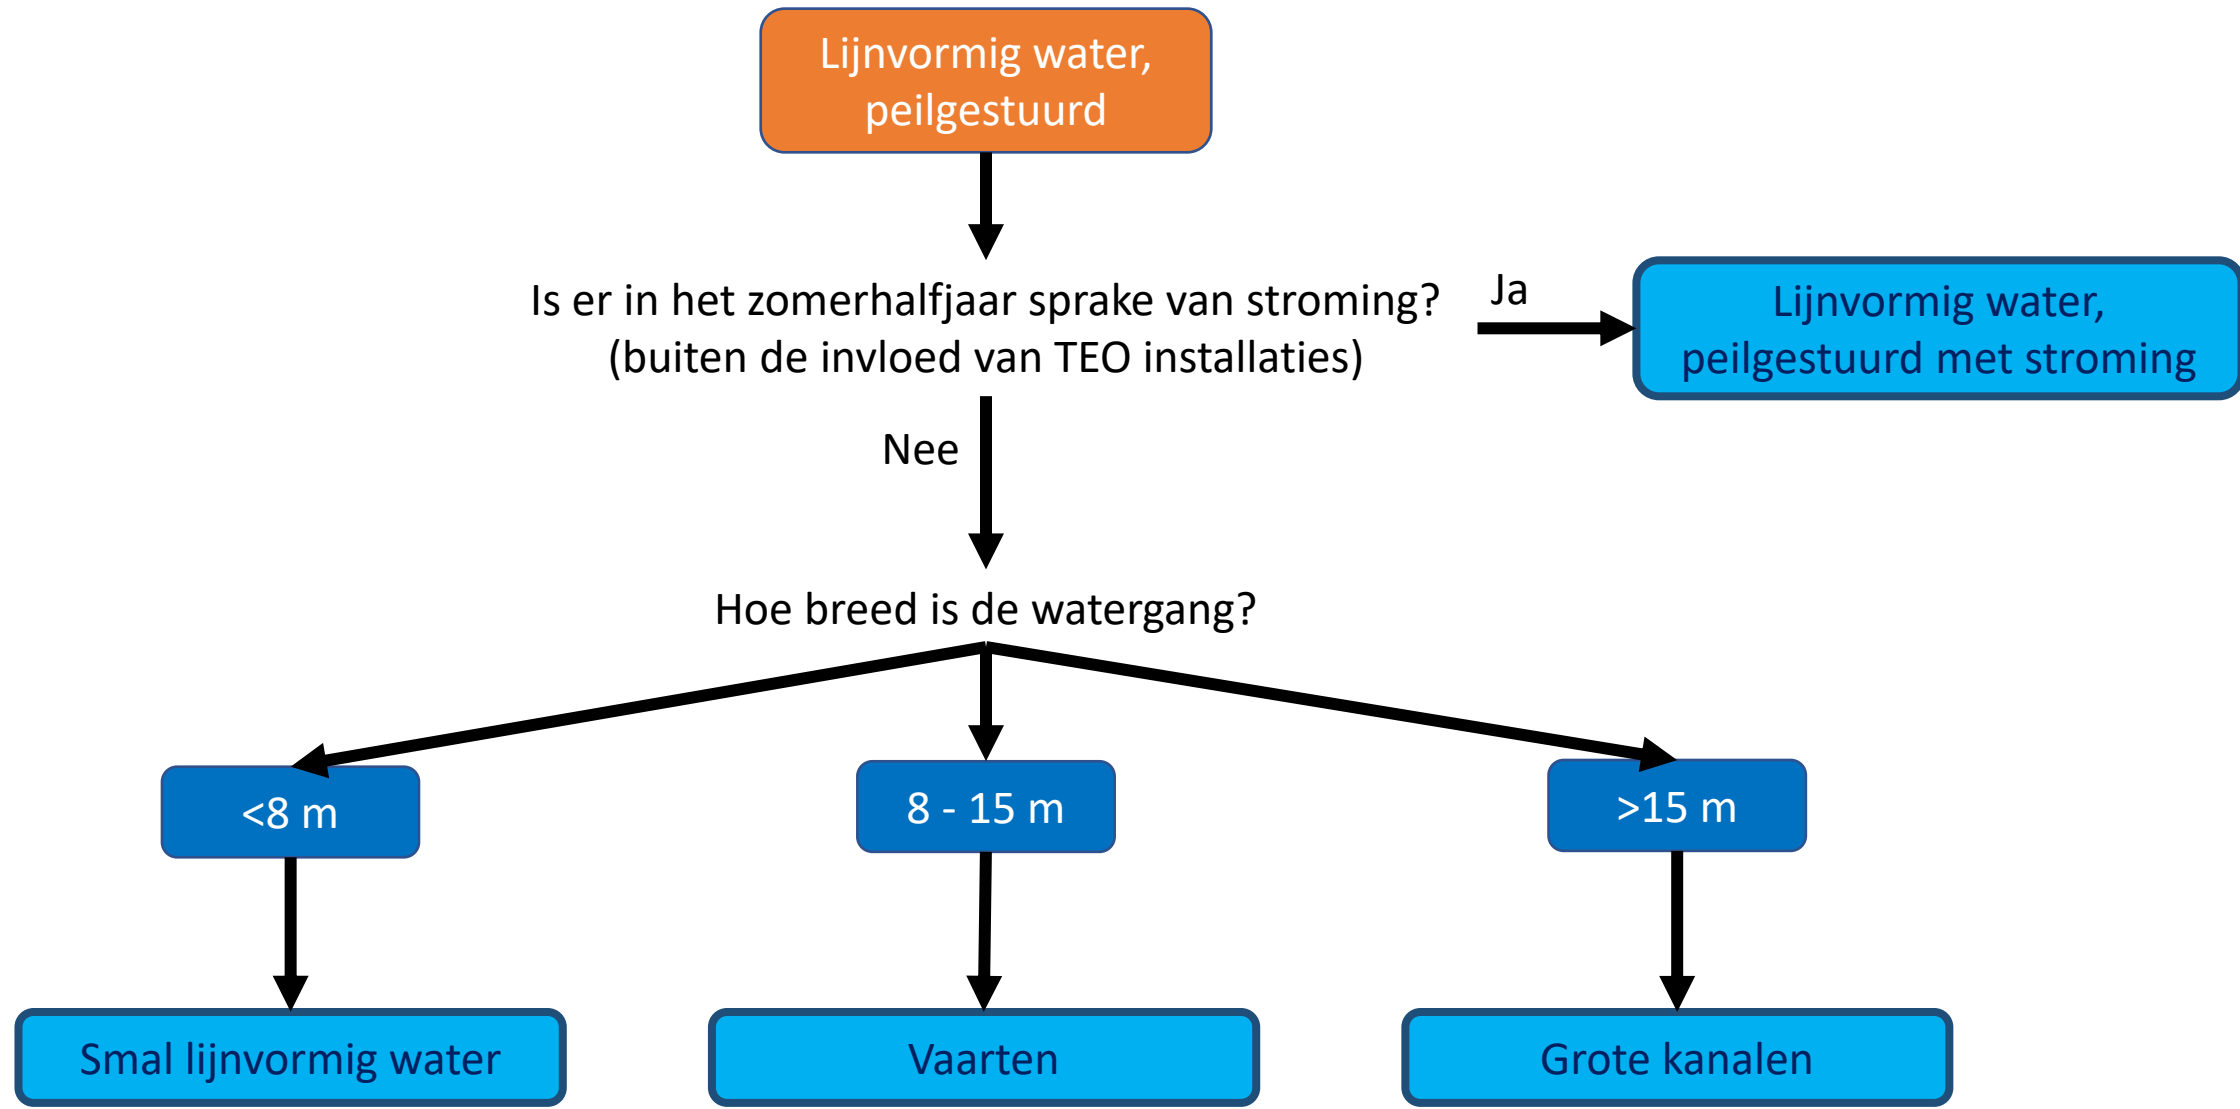 Lijnvormig water,
peilgestuurd
Is er in het zomerhalfjaar sprake van stroming?
(buiten de invloed van TEO installaties)
Ja
Lijnvormig water,
peilgestuurd met stroming
Nee
Hoe breed is de watergang?
<8 m
8 - 15 m
>15 m
Smal lijnvormig water
Vaarten
Grote kanalen